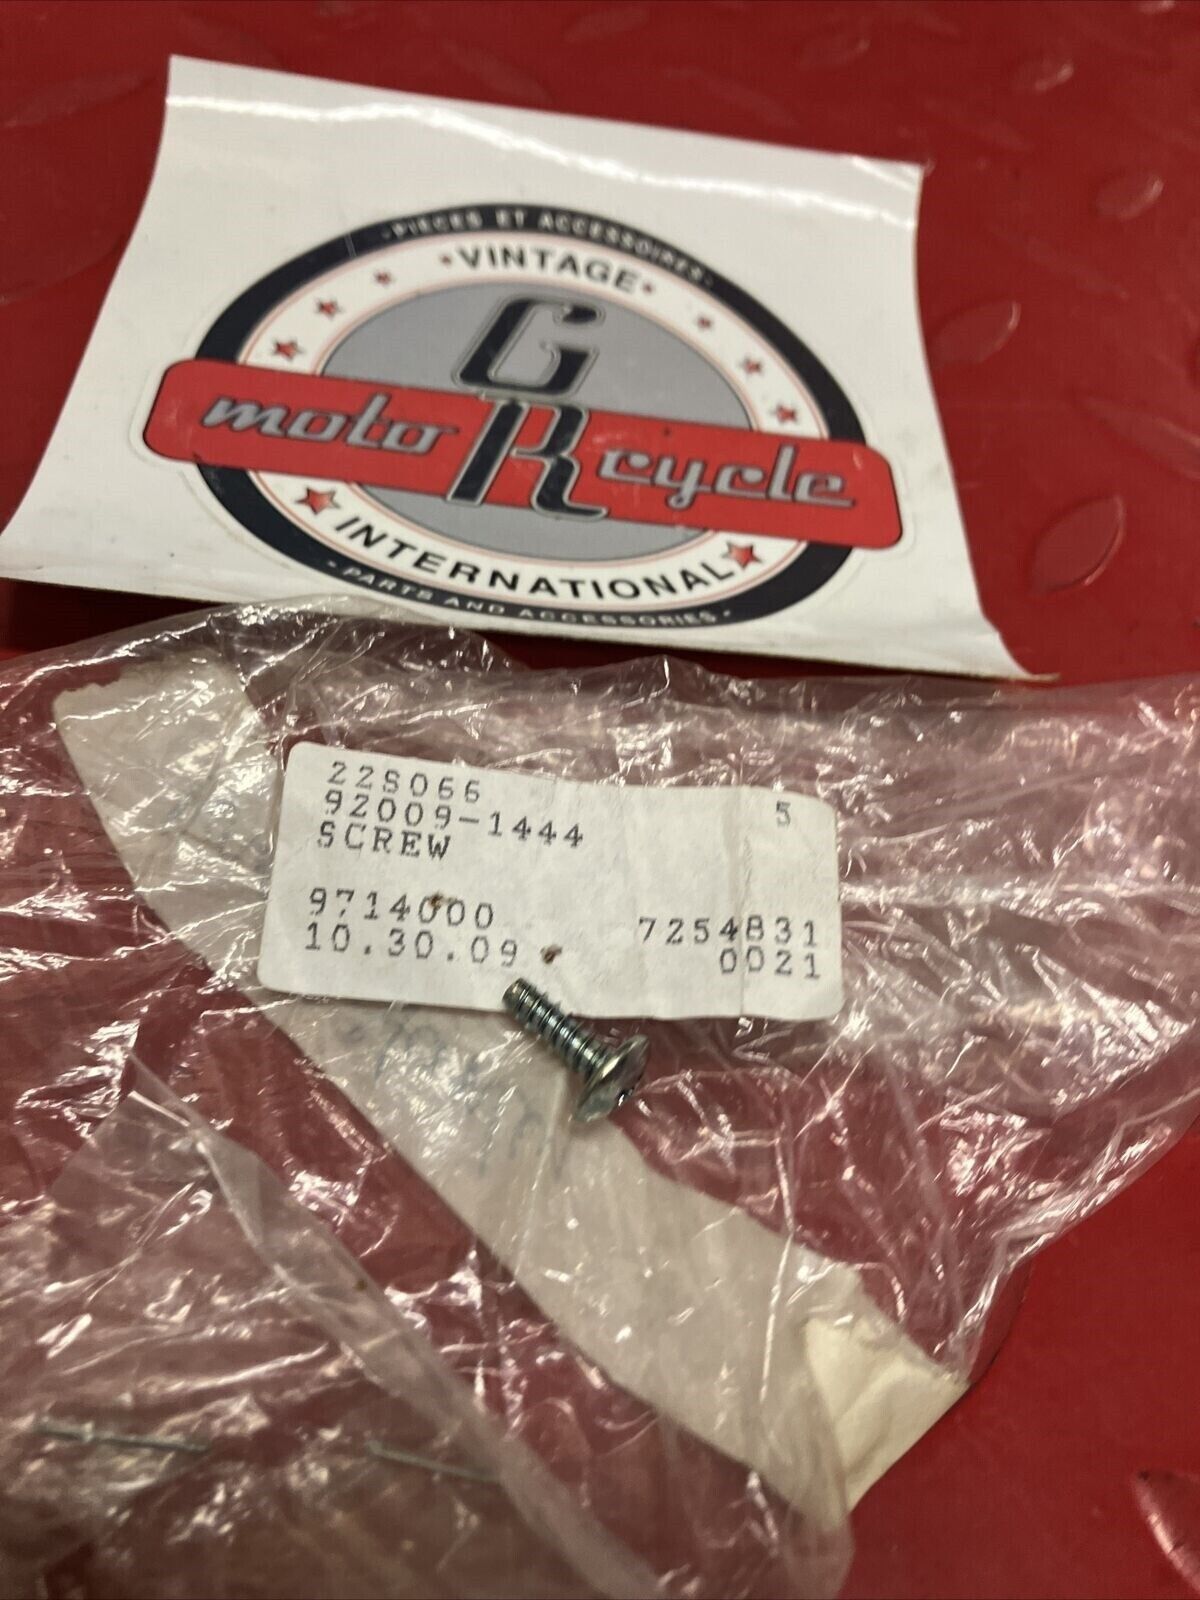 ·PIECES ET ACCESSOIRES·
·VINTAGE·
GR
moto cycle
INTERNATIONAL
·PARTS AND ACCESSORIES·
22S066 5
92009-1444
SCREW
9714000 7254831
10.30.09 0021